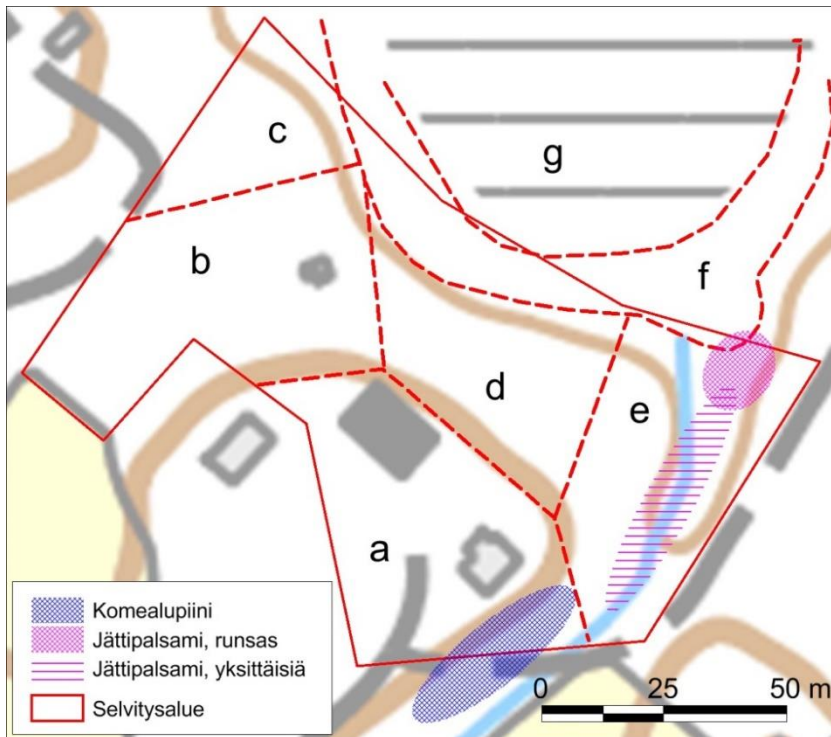 c
g
b
f
d
e
a
Komealupiini
Jättipalsami, runsas
Jättipalsami, yksittäisiä
Selvitysalue
0 25 50 m